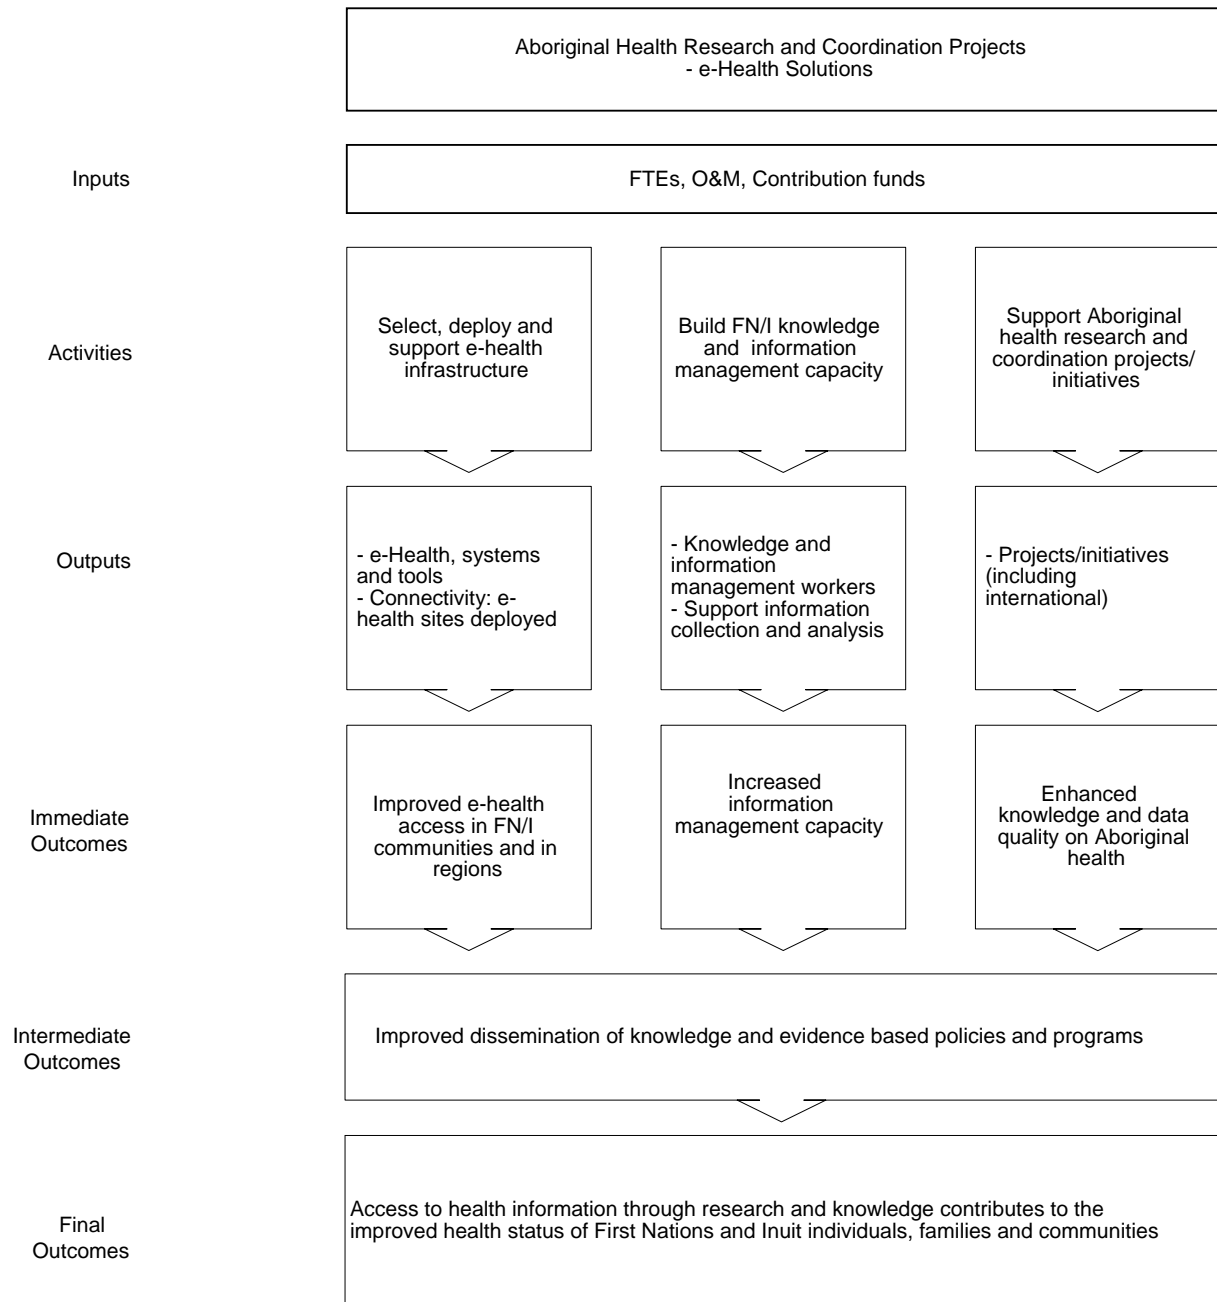 Aboriginal Health Research and Coordination Projects
- e-Health Solutions
Inputs
FTEs, O&M, Contribution funds
Activities
Select, deploy and
support e-health
infrastructure
Build FN/I knowledge
and information
management capacity
Support Aboriginal
health research and
coordination projects/
initiatives
Outputs
- e-Health, systems
and tools
- Connectivity: e-
health sites deployed
- Knowledge and
information
management workers
- Support information
collection and analysis
- Projects/initiatives
(including
international)
Immediate
Outcomes
Improved e-health
access in FN/I
communities and in
regions
Increased
information
management capacity
Enhanced
knowledge and data
quality on Aboriginal
health
Intermediate
Outcomes
Improved dissemination of knowledge and evidence based policies and programs
Final
Outcomes
Access to health information through research and knowledge contributes to the
improved health status of First Nations and Inuit individuals, families and communities